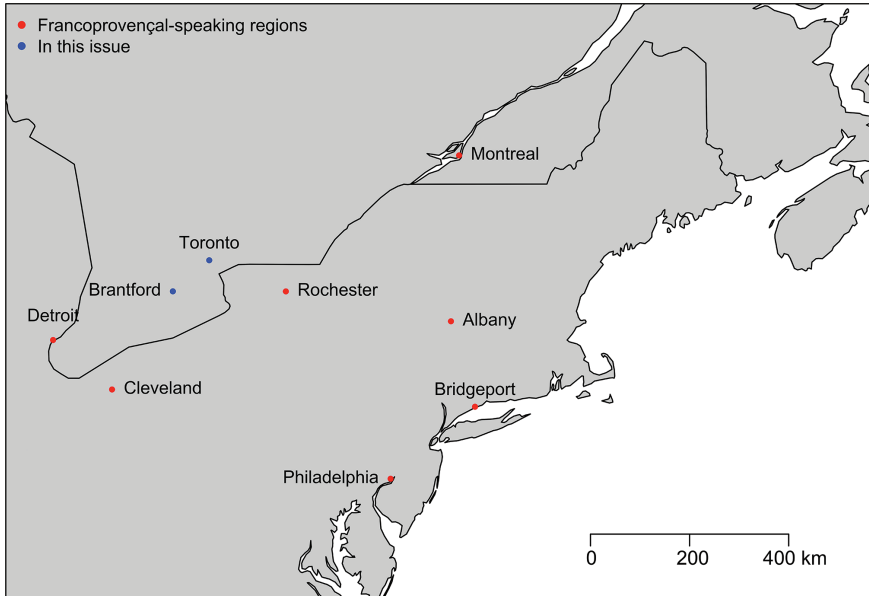 Francoprovençal-speaking regions
In this issue
Montreal
Toronto
Brantford
Rochester
Detroit
Albany
Cleveland
Bridgeport
Philadelphia
0 200 400 km